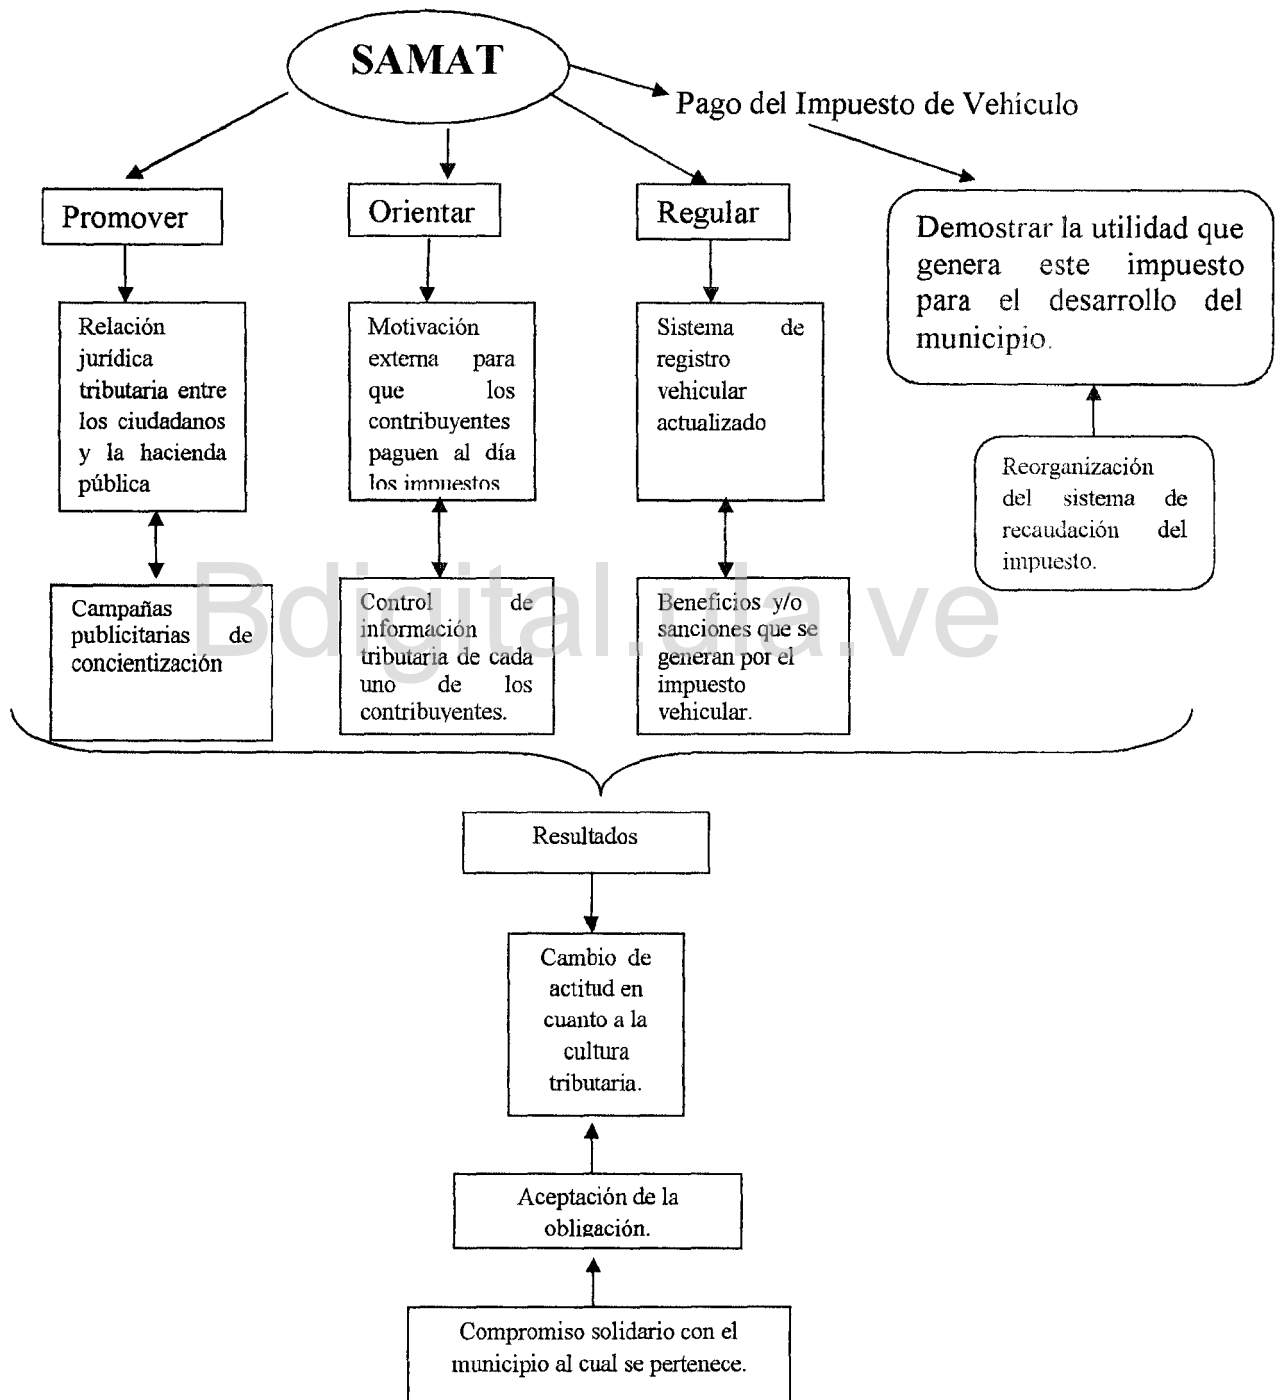 SAMAT
Pago del Impuesto de Vehículo
Promover
Orientar
Regular
Demostrar la utilidad que
genera este impuesto
para el desarrollo del
municipio.
Relación
jurídica
tributaria entre
los ciudadanos
y la hacienda
pública
Motivación
externa para
que los
contribuyentes
paguen al día
los impuestos
Sistema de
registro
vehicular
actualizado
Reorganización
del sistema de
recaudación del
impuesto.
Campañas
publicitarias de
concientización
Control de
información
tributaria de cada
uno de los
contribuyentes.
Beneficios y/o
sanciones que se
generan por el
impuesto
vehicular.
Bdigital.ula.ve
Resultados
Cambio de
actitud en
cuanto a la
cultura
tributaria.
Aceptación de la
obligación.
Compromiso solidario con el
municipio al cual se pertenece.